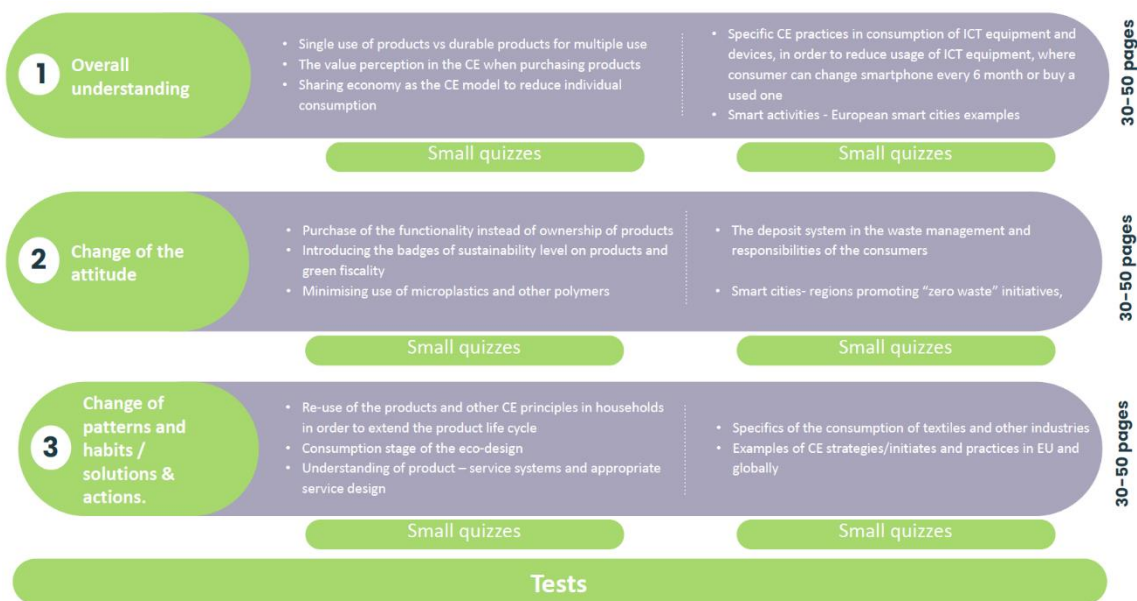 1
Overall
understanding
• Single use of products vs durable products for multiple use
• The value perception in the CE when purchasing products
• Sharing economy as the CE model to reduce individual
consumption
• Specific CE practices in consumption of ICT equipment and
devices, in order to reduce usage of ICT equipment, where
consumer can change smartphone every 6 month or buy a
used one
• Smart activities - European smart cities examples
30-50 pages
Small quizzes
Small quizzes
2
Change of the
attitude
• Purchase of the functionality instead of ownership of products
• Introducing the badges of sustainability level on products and
green fiscality
• Minimising use of microplastics and other polymers
• The deposit system in the waste management and
responsibilities of the consumers
• Smart cities- regions promoting “zero waste” initiatives,
30-50 pages
Small quizzes
Small quizzes
3
Change of
patterns and
habits /
solutions &
actions.
• Re-use of the products and other CE principles in households
in order to extend the product life cycle
• Consumption stage of the eco-design
• Understanding of product – service systems and appropriate
service design
• Specifics of the consumption of textiles and other industries
• Examples of CE strategies/initiates and practices in EU and
globally
30-50 pages
Small quizzes
Small quizzes
Tests